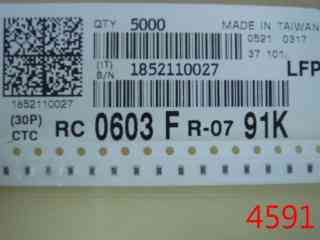 QTY 5000
MADE IN TAIWAN
0521 0317
37 101
(1T)
B/N 1852110027
LFP
1852110027
(30P)
CTC
RC 0603 F R-07 91K
4591